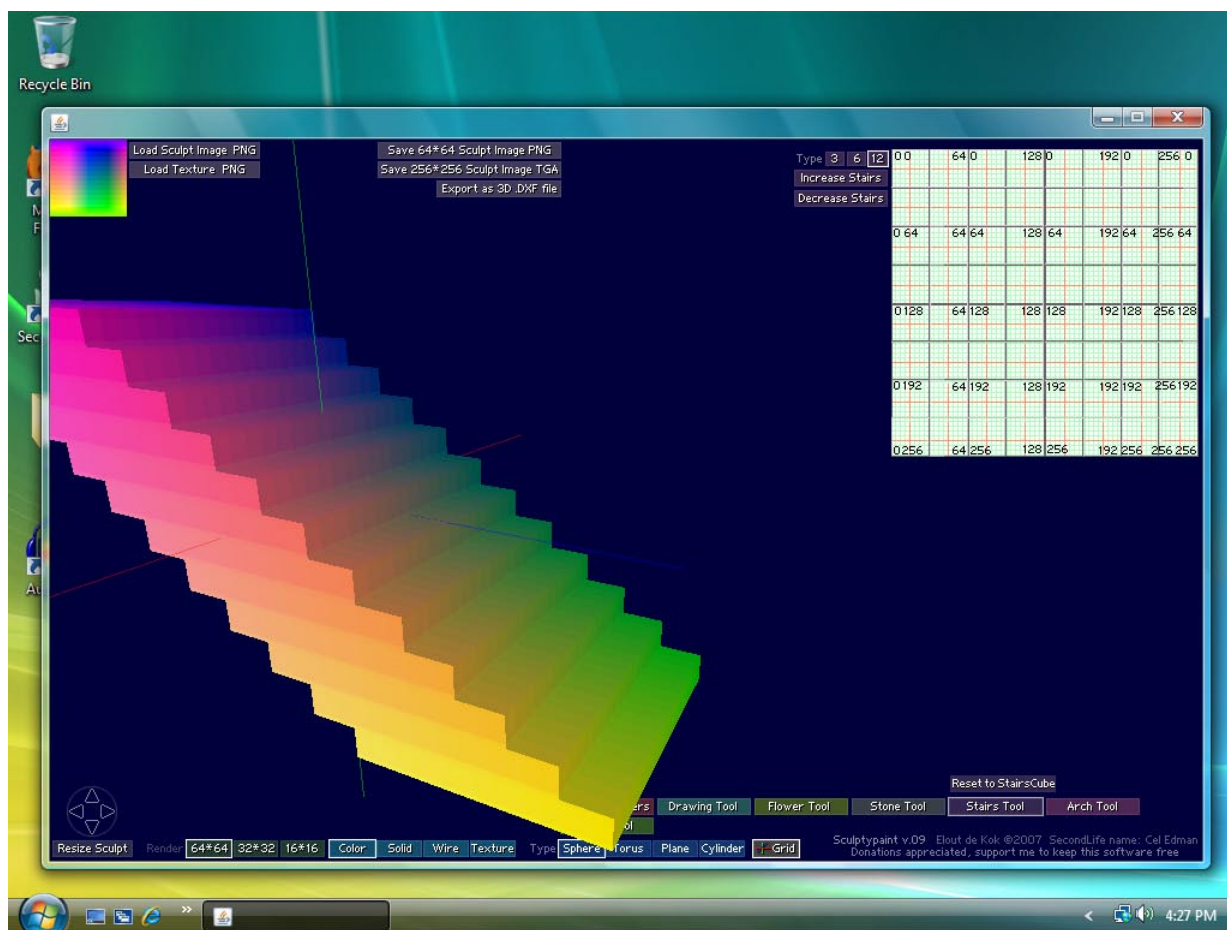 Recycle Bin
Load Sculpt Image PNG
Load Texture PNG
Save 64*64 Sculpt Image PNG
Save 256*256 Sculpt Image TGA
Export as 3D .DXF file
Type 3 6 12
Increase Stairs
Decrease Stairs
0 0 64 0 128 0 192 0 256 0
0 64 64 64 128 64 192 64 256 64
0 128 64 128 128 128 192 128 256 128
0 192 64 192 128 192 192 192 256 192
0 256 64 256 128 256 192 256 256 256
M
F
Sec
Au
Reset to StairsCube
ers Drawing Tool Flower Tool Stone Tool Stairs Tool Arch Tool
ol
Resize Sculpt Render 64*64 32*32 16*16 Color Solid Wire Texture Type Sphere Torus Plane Cylinder Grid
Sculptypaint v.09 Elout de Kok ©2007 SecondLife name: Cel Edman
Donations appreciated, support me to keep this software free
4:27 PM